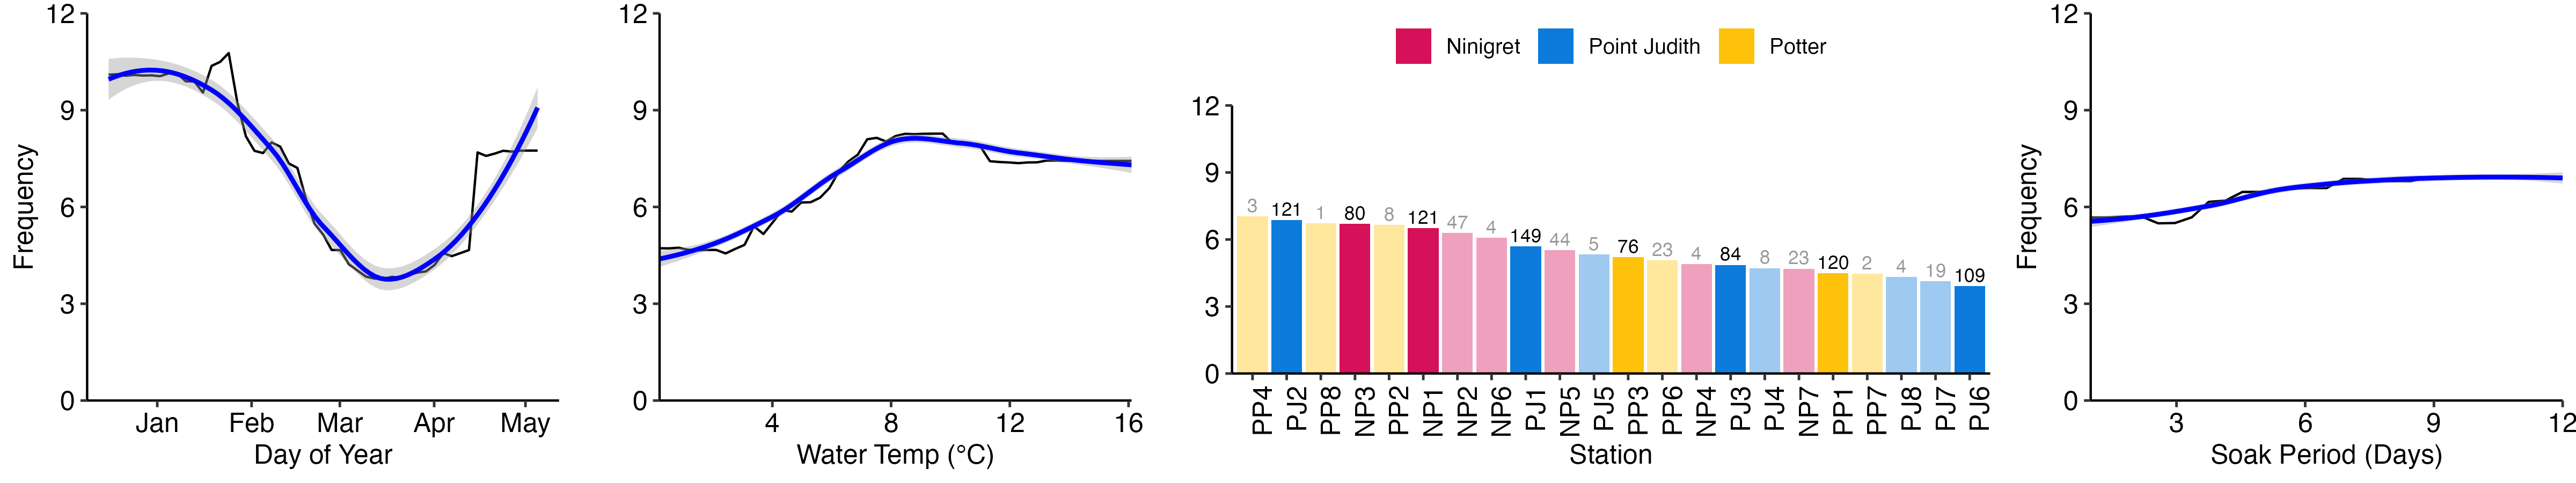 Frequency
12
9
6
3
0
Jan Feb Mar Apr May
Day of Year
12
9
6
3
0
4 8 12 16
Water Temp (°C)
Ninigret Point Judith Potter
12
9
6
3
0
3 121 1 80 8 121 47 4 149 44 5 76 23 4 84 8 23 120 2 4 19 109
PP4 PJ2 PP8 NP3 PP2 NP1 NP2 NP6 PJ1 NP5 PJ5 PP3 PP6 NP4 PJ3 PJ4 NP7 PP1 PP7 PJ8 PJ7 PJ6
Station
Frequency
12
9
6
3
0
3 6 9 12
Soak Period (Days)